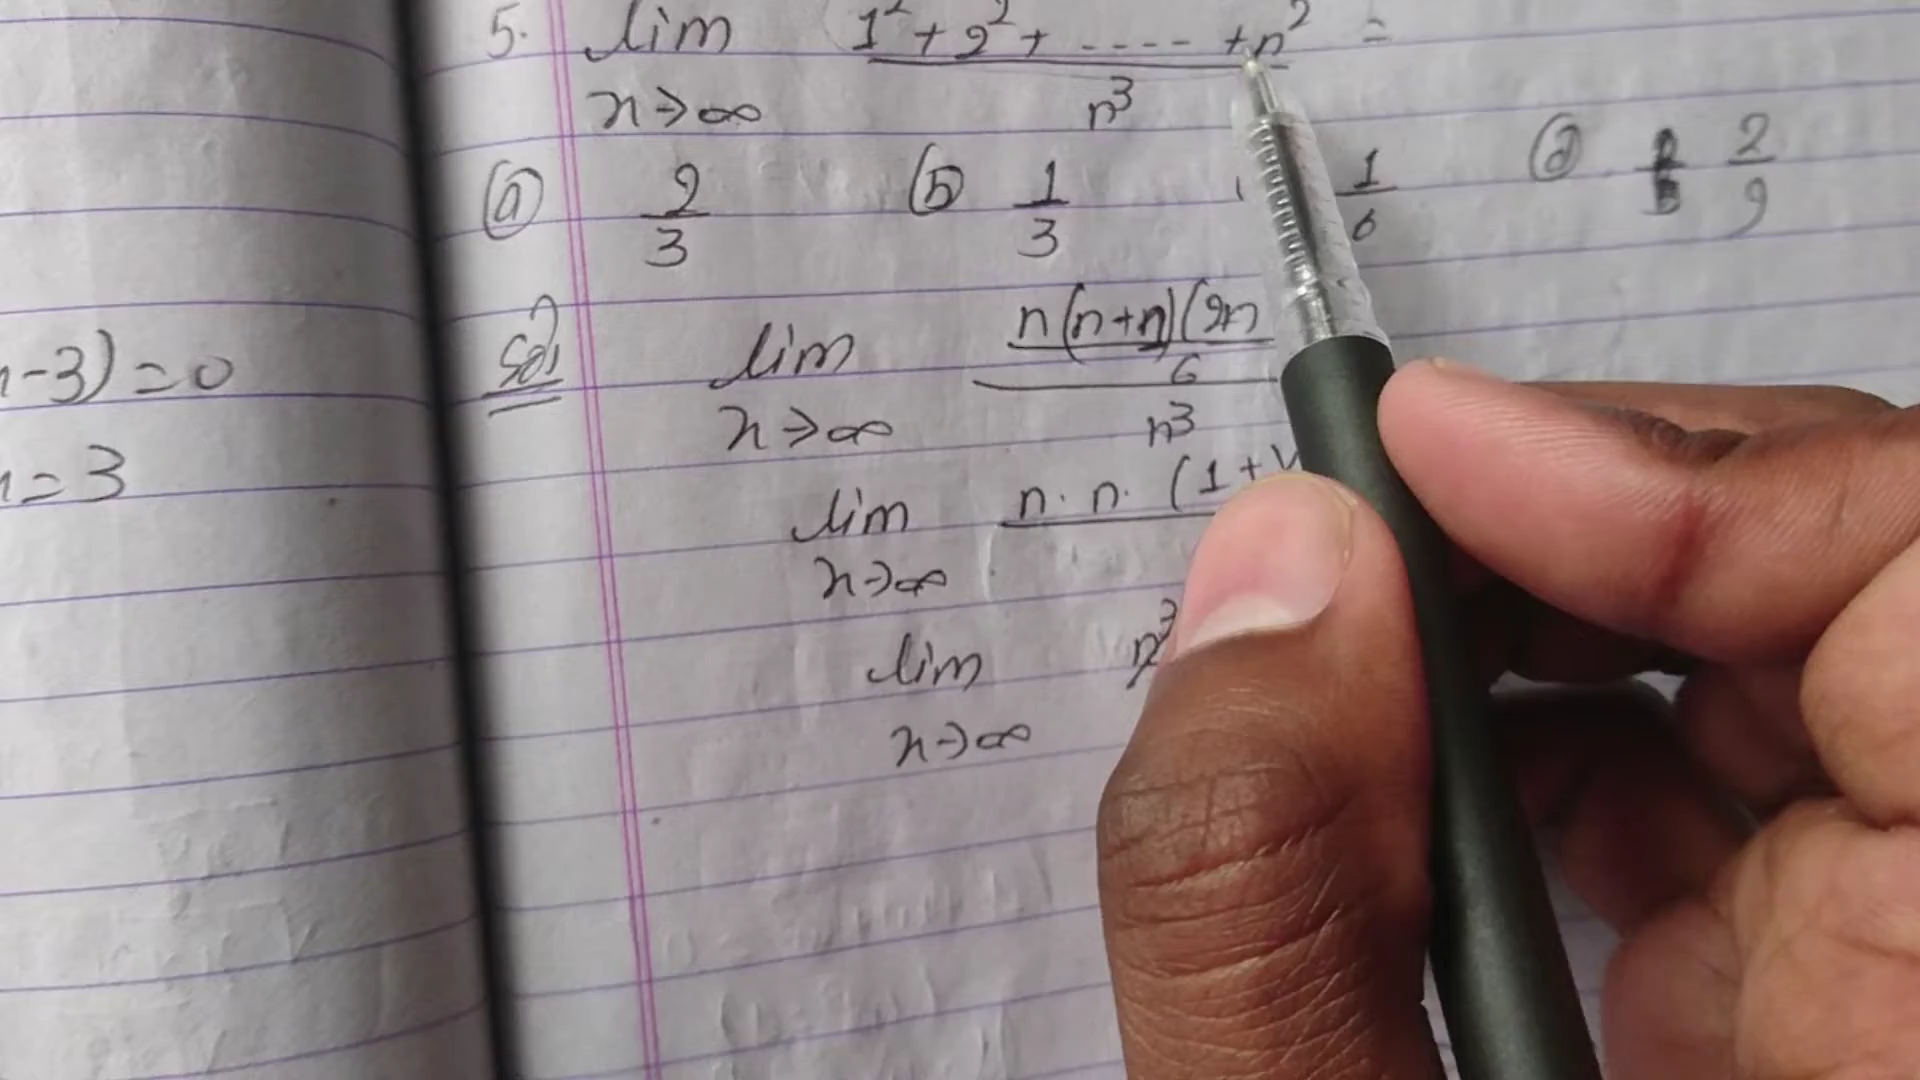 5. lim 1² + 2² + ---- + n² =
n→∞ n³
(a) 2/3 (b) 1/3 1/6 (d) 2/9
Sol
lim n(n+n)(2n
6
n→∞ n³
lim n. n. (1 +
n→∞
lim n³
n→∞
-3) = 0
= 3